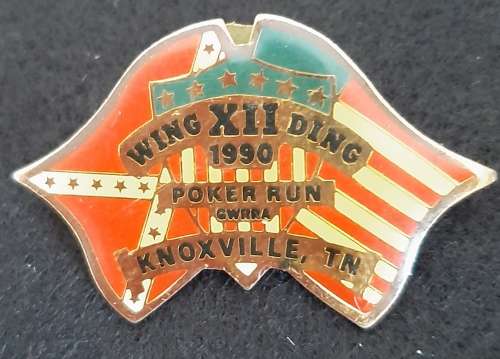 WING XII DING
1990
POKER RUN
GWRRA
KNOXVILLE, TN